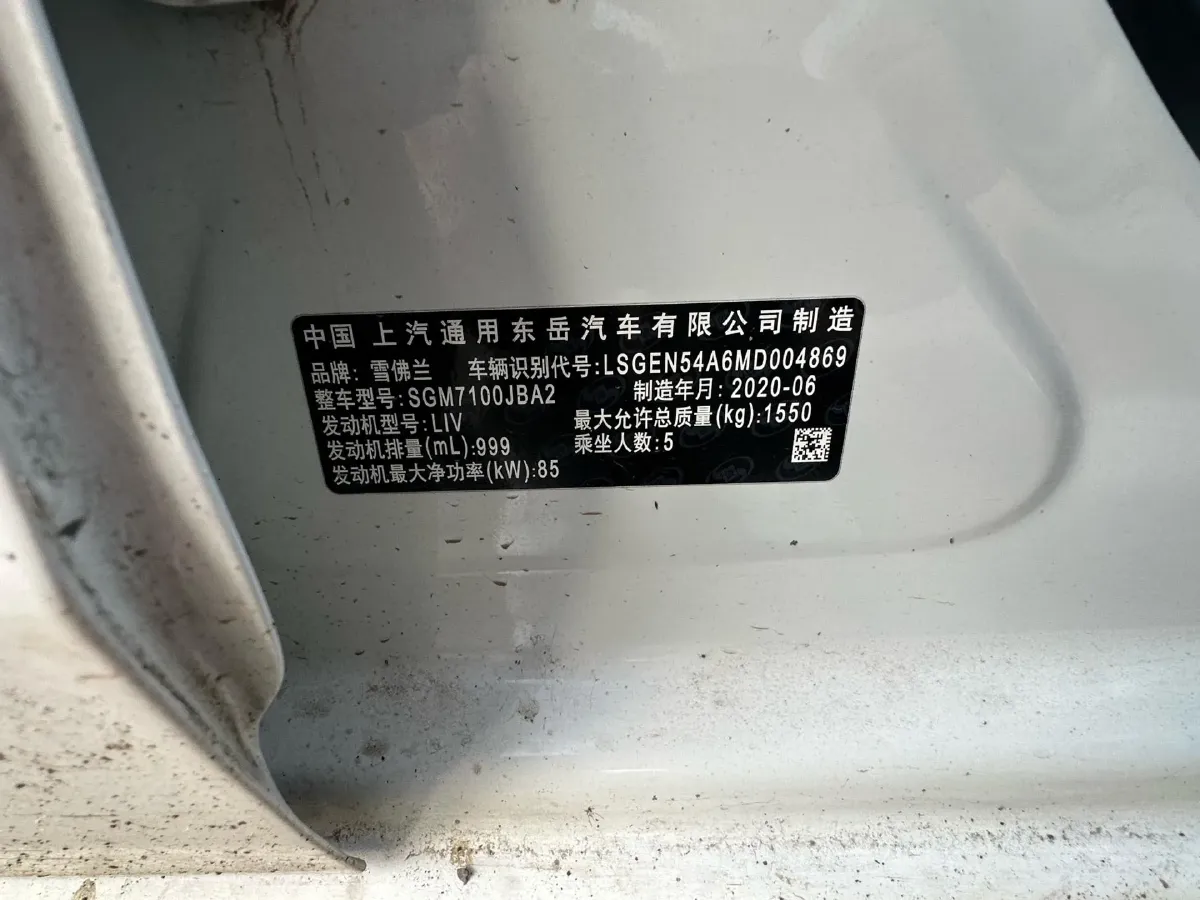 中国 上汽通用东岳汽车有限公司制造
品牌: 雪佛兰 车辆识别代号:LSGEN54A6MD004869
整车型号:SGM7100JBA2 制造年月:2020-06
发动机型号:LIV 最大允许总质量(kg):1550
发动机排量(mL):999 乘坐人数:5
发动机最大净功率(kW):85